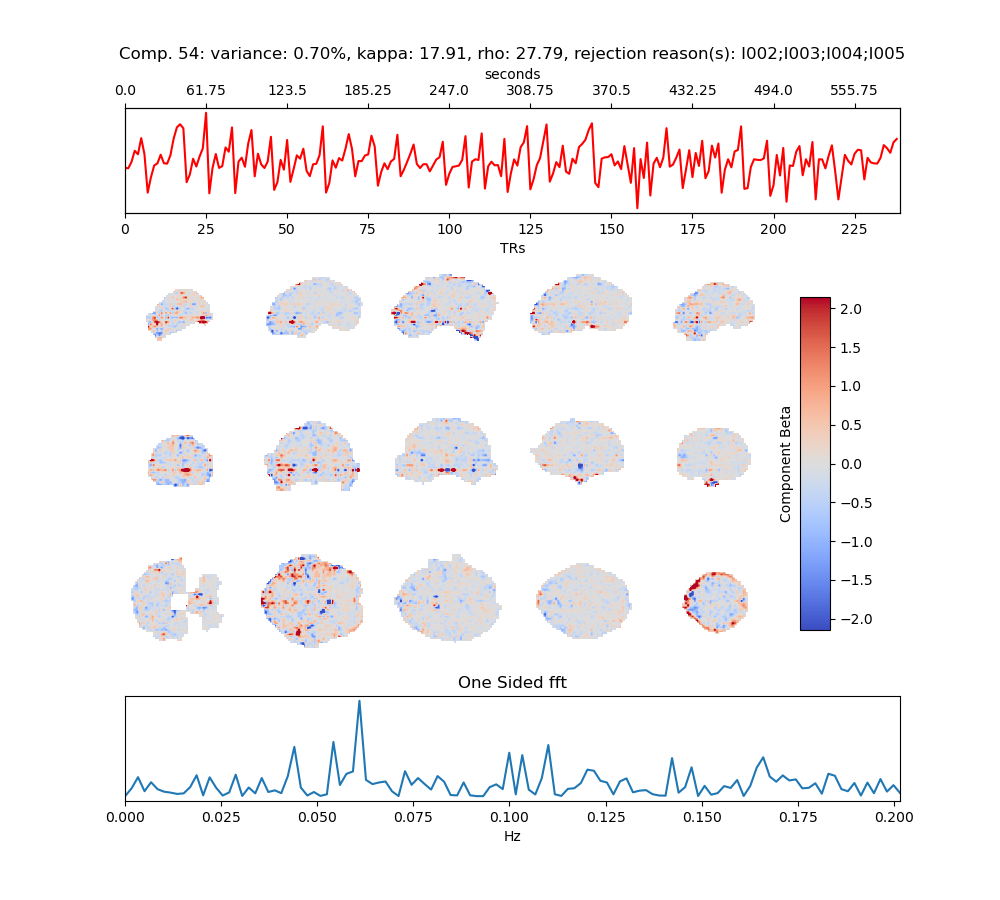 Comp. 54: variance: 0.70%, kappa: 17.91, rho: 27.79, rejection reason(s): I002;I003;I004;I005
seconds
0.0 61.75 123.5 185.25 247.0 308.75 370.5 432.25 494.0 555.75
0 25 50 75 100 125 150 175 200 225
TRs
2.0
1.5
1.0
0.5
0.0
−0.5
−1.0
−1.5
−2.0
Component Beta
One Sided fft
0.000 0.025 0.050 0.075 0.100 0.125 0.150 0.175 0.200
Hz